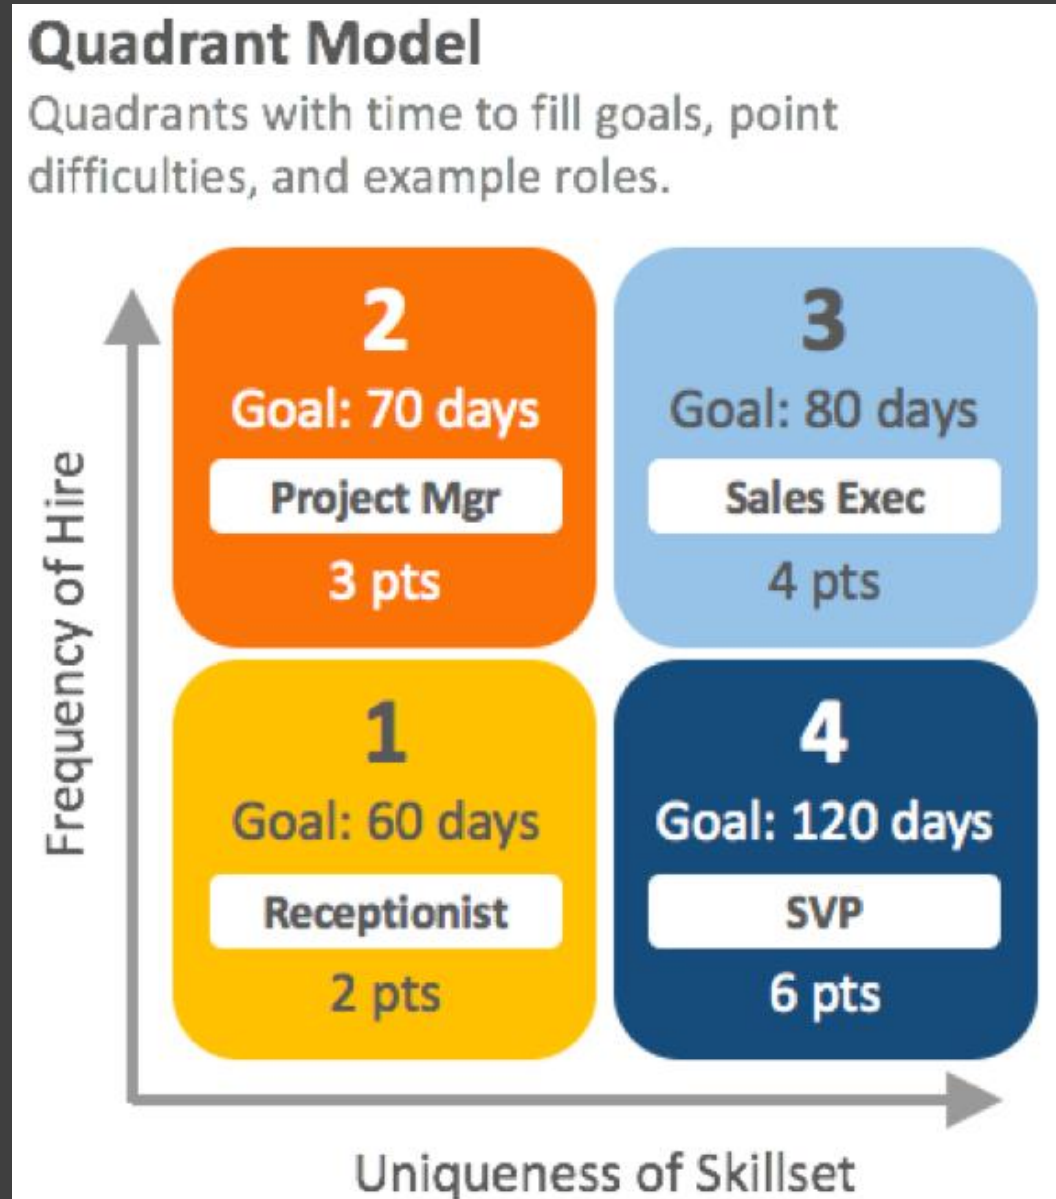 Quadrant Model
Quadrants with time to fill goals, point
difficulties, and example roles.
Frequency of Hire
2
Goal: 70 days
Project Mgr
3 pts
3
Goal: 80 days
Sales Exec
4 pts
1
Goal: 60 days
Receptionist
2 pts
4
Goal: 120 days
SVP
6 pts
Uniqueness of Skillset